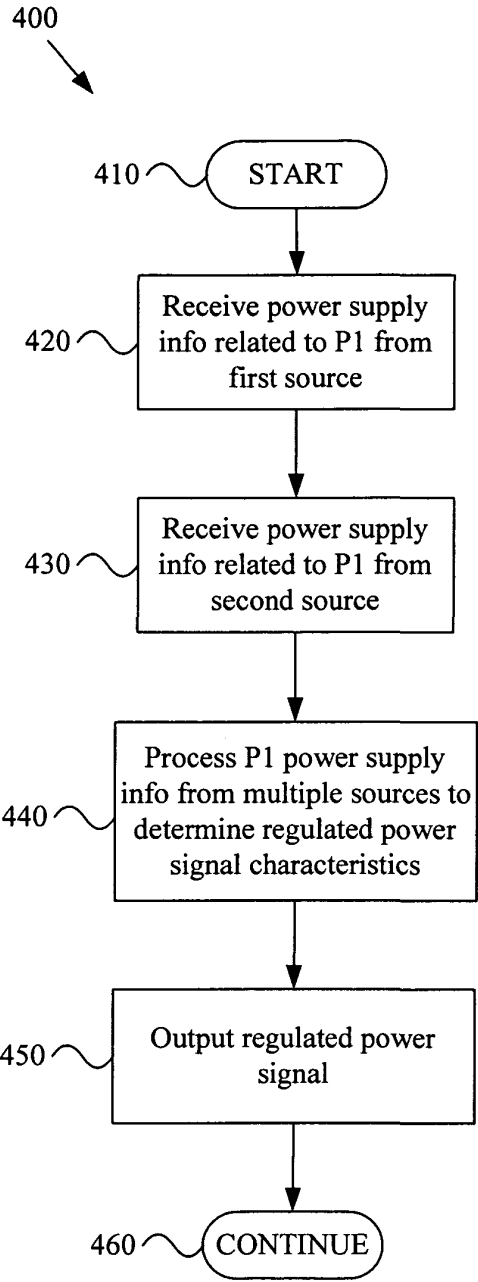 400
410
START
420
Receive power supply
info related to P1 from
first source
430
Receive power supply
info related to P1 from
second source
440
Process P1 power supply
info from multiple sources to
determine regulated power
signal characteristics
450
Output regulated power
signal
460
CONTINUE